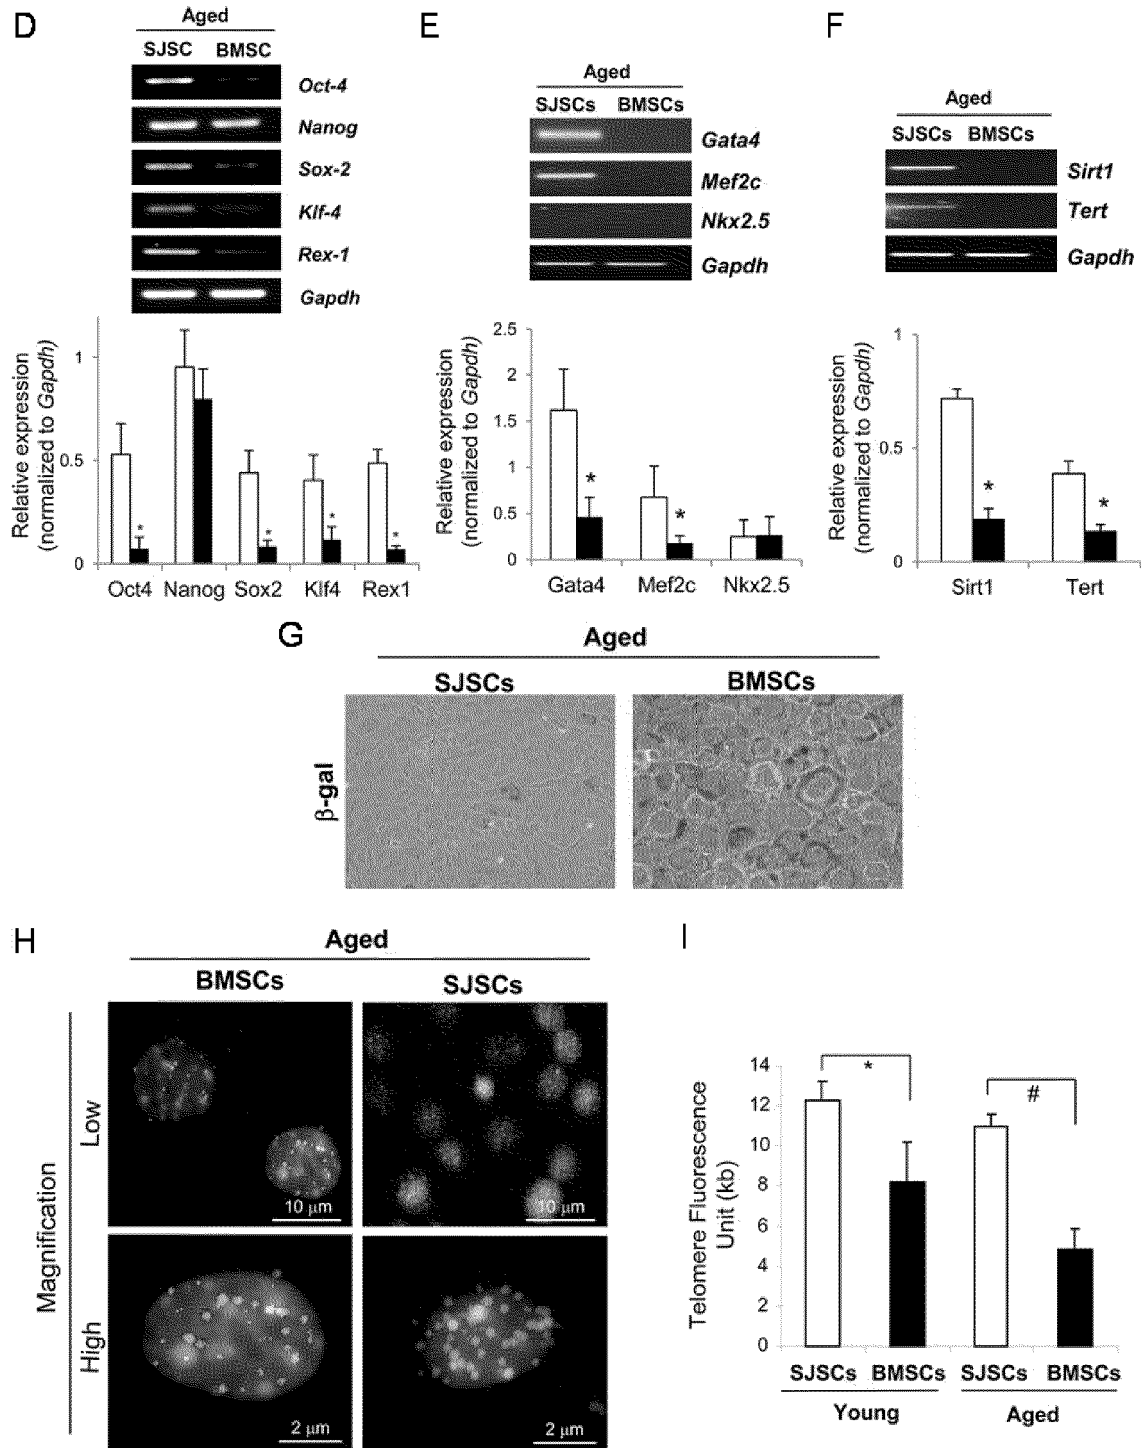 D
Aged
SJSC BMSC
Oct-4
Nanog
Sox-2
Klf-4
Rex-1
Gapdh
Relative expression
(normalized to Gapdh)
1
0.5
0
Oct4 Nanog Sox2 Klf4 Rex1
* * * *
E
Aged
SJSCs BMSCs
Gata4
Mef2c
Nkx2.5
Gapdh
Relative expression
(normalized to Gapdh)
2.5
2
1.5
1
0.5
0
* *
Gata4 Mef2c Nkx2.5
F
Aged
SJSCs BMSCs
Sirt1
Tert
Gapdh
Relative expression
(normalized to Gapdh)
1
0.5
0
* *
Sirt1 Tert
G
Aged
SJSCs BMSCs
β-gal
H
Aged
BMSCs SJSCs
Magnification
Low
10 µm 10 µm
High
2 µm 2 µm
I
Telomere Fluorescence
Unit (kb)
14
12
10
8
6
4
2
0
* #
SJSCs BMSCs SJSCs BMSCs
Young Aged